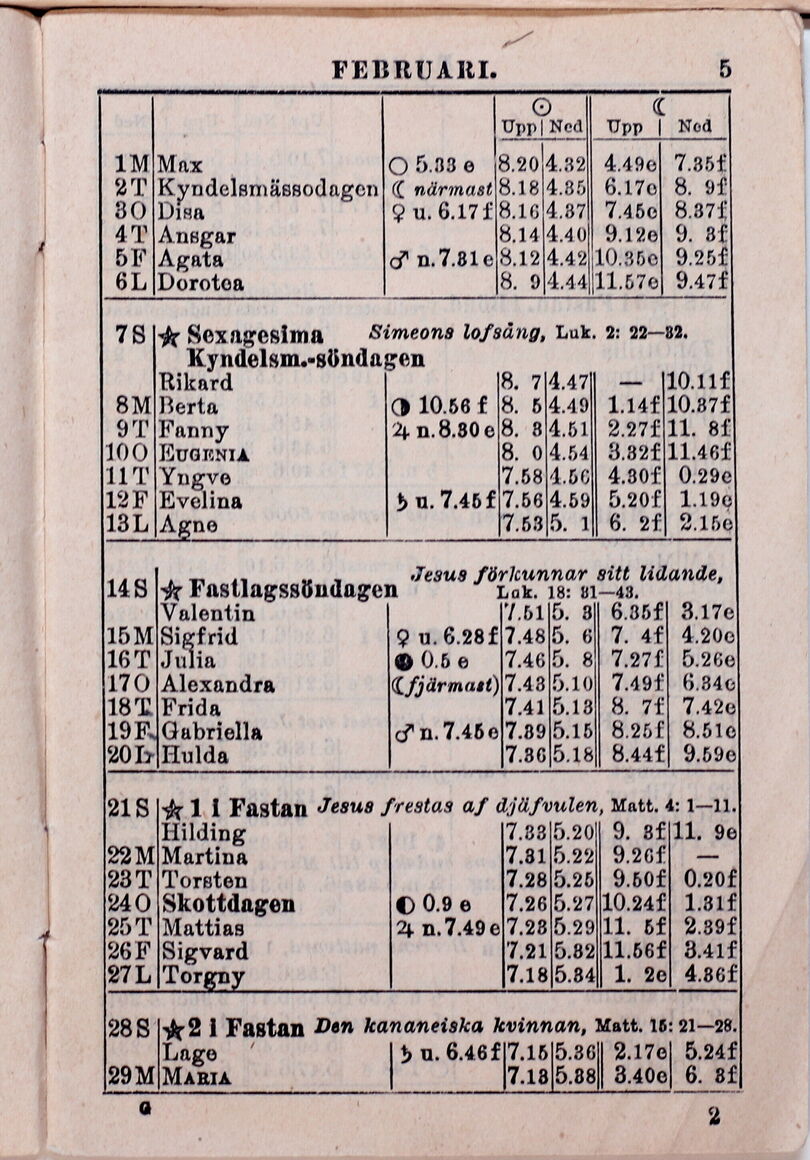 FEBRUARI. 5
☉ ☾
Upp | Ned Upp | Ned
1 M Max ○ 5.33 e 8.20 4.32 4.49e 7.35f
2 T Kyndelsmässodagen ☾ närmast 8.18 4.35 6.17e 8. 9f
3 O Disa ♀ u. 6.17 f 8.16 4.37 7.45e 8.37f
4 T Ansgar 8.14 4.40 9.12e 9. 3f
5 F Agata ♂ n. 7.31 e 8.12 4.42 10.35e 9.25f
6 L Dorotea 8. 9 4.44 11.57e 9.47f
7 S ☆ Sexagesima Simeons lofsång, Luk. 2: 22—32.
Kyndelsm.-söndagen
Rikard 8. 7 4.47 — 10.11f
8 M Berta ◑ 10.56 f 8. 5 4.49 1.14f 10.37f
9 T Fanny ♃ n. 8.30 e 8. 3 4.51 2.27f 11. 8f
10 O EUGENIA 8. 0 4.54 3.32f 11.46f
11 T Yngve 7.58 4.56 4.30f 0.29e
12 F Evelina ♄ u. 7.45 f 7.56 4.59 5.20f 1.19e
13 L Agne 7.53 5. 1 6. 2f 2.15e
14 S ☆ Fastlagssöndagen Jesus förkunnar sitt lidande,
Luk. 18: 31—43.
Valentin 7.51 5. 3 6.35f 3.17e
15 M Sigfrid ♀ u. 6.28 f 7.48 5. 6 7. 4f 4.20e
16 T Julia ● 0.5 e 7.46 5. 8 7.27f 5.26e
17 O Alexandra (☾ fjärmast) 7.43 5.10 7.49f 6.34e
18 T Frida 7.41 5.13 8. 7f 7.42e
19 F Gabriella ♂ n. 7.45 e 7.39 5.15 8.25f 8.51e
20 L Hulda 7.36 5.18 8.44f 9.59e
21 S ☆ 1 i Fastan Jesus frestas af djäfvulen, Matt. 4: 1—11.
Hilding 7.33 5.20 9. 3f 11. 9e
22 M Martina 7.31 5.22 9.26f —
23 T Torsten 7.28 5.25 9.50f 0.20f
24 O Skottdagen ◐ 0.9 e 7.26 5.27 10.24f 1.31f
25 T Mattias ♃ n. 7.49 e 7.23 5.29 11. 5f 2.39f
26 F Sigvard 7.21 5.32 11.56f 3.41f
27 L Torgny 7.18 5.34 1. 2e 4.36f
28 S ☆ 2 i Fastan Den kananeiska kvinnan, Matt. 15: 21—28.
Lage ♄ u. 6.46 f 7.15 5.36 2.17e 5.24f
29 M MARIA 7.13 5.38 3.40e 6. 3f
G 2